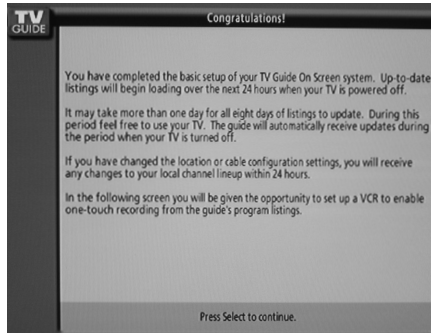 TV
GUIDE
Congratulations!
You have completed the basic setup of your TV Guide On Screen system. Up-to-date
listings will begin loading over the next 24 hours when your TV is powered off.
It may take more than one day for all eight days of listings to update. During this
period feel free to use your TV. The guide will automatically receive updates during
the period when your TV is turned off.
If you have changed the location or cable configuration settings, you will receive
any changes to your local channel lineup within 24 hours.
In the following screen you will be given the opportunity to set up a VCR to enable
one-touch recording from the guide's program listings.
Press Select to continue.